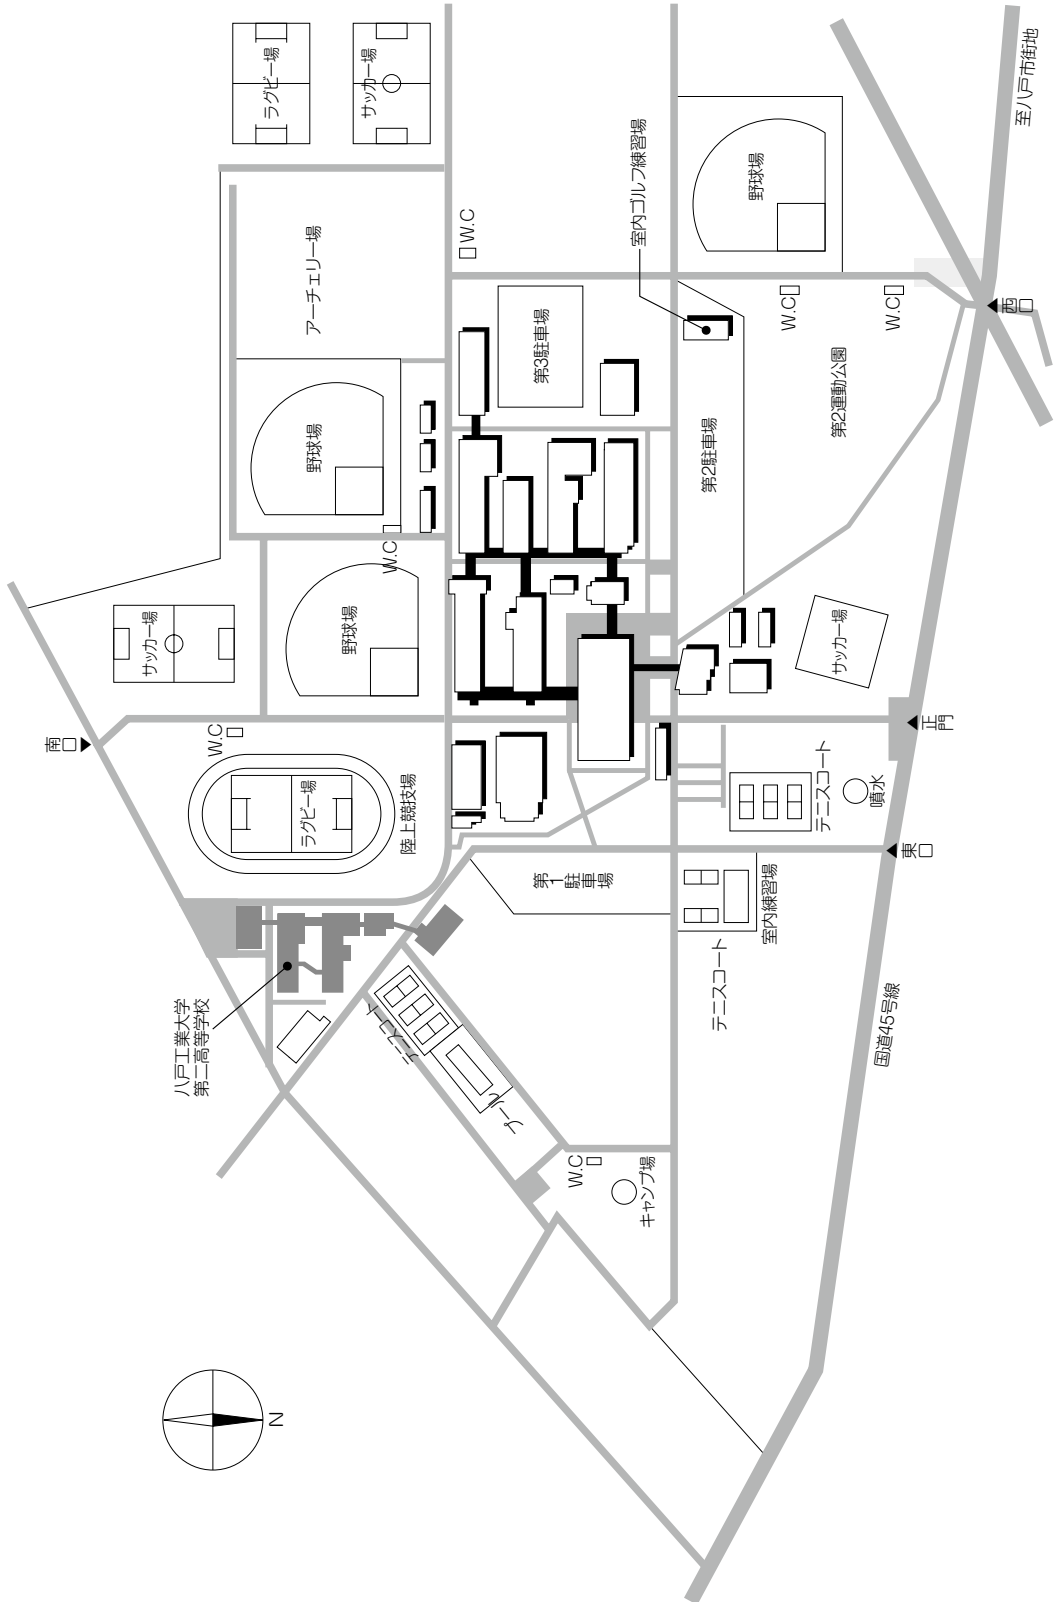 ラグビー場
サッカー場
至八戸市街地
室内ゴルフ練習場
野球場
W.C
アーチェリー場
W.C
W.C
西口
第3駐車場
第2運動公園
野球場
第2駐車場
W.C
サッカー場
野球場
サッカー場
南口
W.C
正門
ラグビー場
陸上競技場
テニスコート
噴水
東口
第1駐車場
室内練習場
テニスコート
八戸工業大学
第二高等学校
テニスコート
国道45号線
プール
W.C
キャンプ場
N